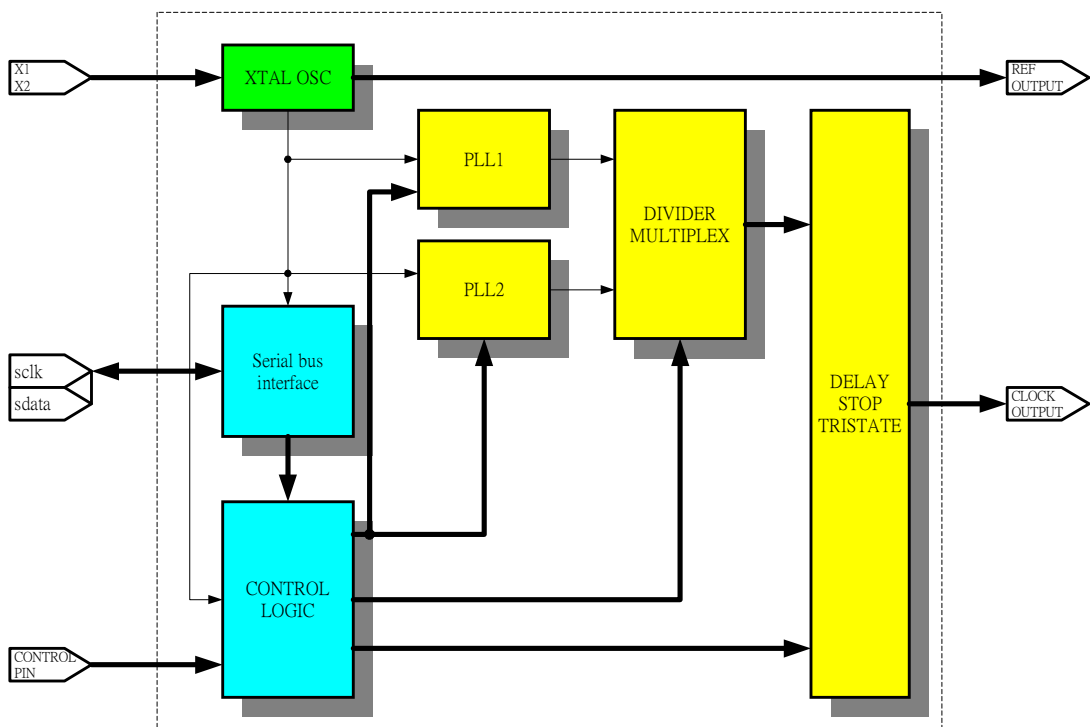 X1
X2
XTAL OSC
REF
OUTPUT
PLL1
DIVIDER
MULTIPLEX
PLL2
sclk
sdata
Serial bus
interface
DELAY
STOP
TRISTATE
CLOCK
OUTPUT
CONTROL
LOGIC
CONTROL
PIN